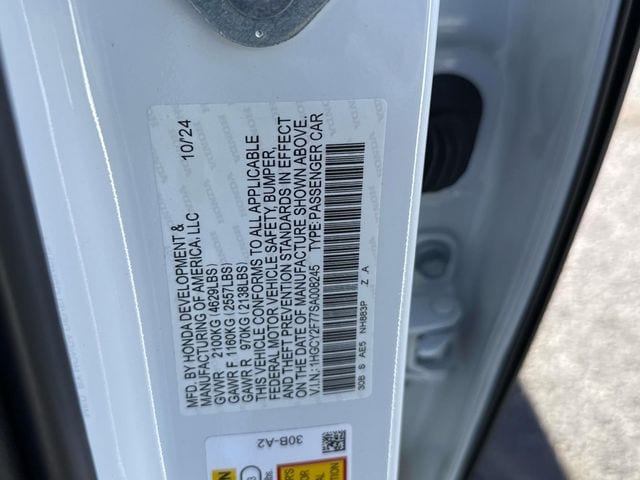 MFD. BY HONDA DEVELOPMENT & 10/24
MANUFACTURING OF AMERICA, LLC
GVWR 2100KG (4629LBS)
GAWR F 1160KG (2557LBS)
GAWR R 970KG (2138LBS)
THIS VEHICLE CONFORMS TO ALL APPLICABLE
FEDERAL MOTOR VEHICLE SAFETY, BUMPER,
AND THEFT PREVENTION STANDARDS IN EFFECT
ON THE DATE OF MANUFACTURE SHOWN ABOVE.
V.I.N.:1HGCY2F77SA008245 TYPE:PASSENGER CAR
30B S AE5 NH883P Z A
30B-A2